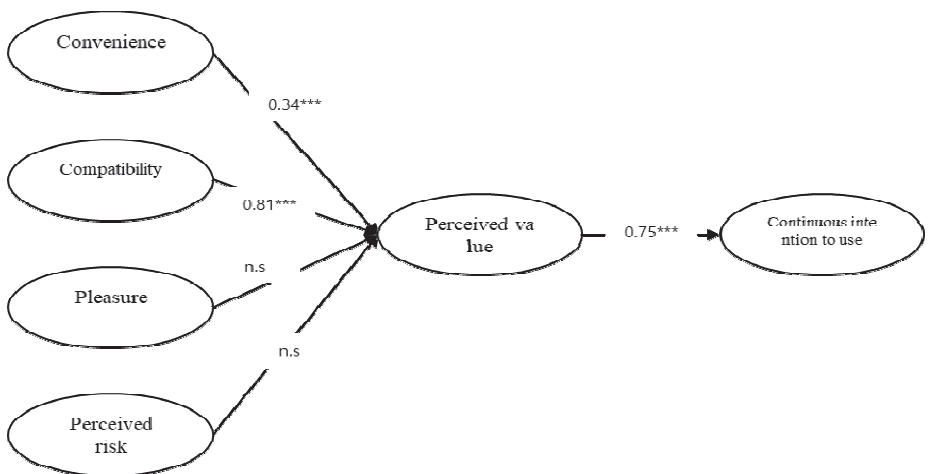 Convenience
0.34***
Compatibility
0.81***
Perceived va
lue
0.75***
Continuous inte
ntion to use
n.s
Pleasure
n.s
Perceived
risk